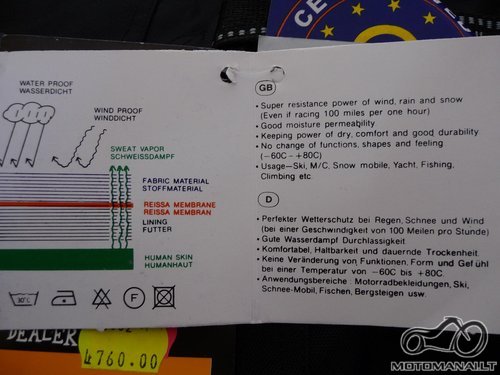 CE
WATER PROOF
WASSERDICHT
WIND PROOF
WINDDICHT
SWEAT VAPOR
SCHWEISSDAMPF
FABRIC MATERIAL
STOFFMATERIAL
REISSA MEMBRANE
REISSA MEMBRAN
LINING
FUTTER
HUMAN SKIN
HUMANHAUT
30°C
F
GB
• Super resistance power of wind, rain and snow
(Even if racing 100 miles per one hour)
• Good moisture permeability
• Keeping power of dry, comfort and good durability
• No change of functions, shapes and feeling
(-60C - +80C)
• Usage-Ski, M/C, Snow mobile, Yacht, Fishing,
Climbing etc.
D
• Perfekter Wetterschutz bei Regen, Schnee und Wind
(bei einer Geschwindigkeit von 100 Meilen pro Stunde)
• Gute Wasserdampf Durchlassigkeit
• Komfortabel, Haltbarkeit und dauernde Trockenheit.
• Keine Veränderung von Funktionen, Form und Gefühl
bei einer Temperatur von -60C bis +80C.
• Anwendungsbereiche: Motorradbekleidungen, Ski,
Schnee-Mobil, Fischen, Bergsteigen usw.
DEALER
4760.00
MOTOMANAI.LT